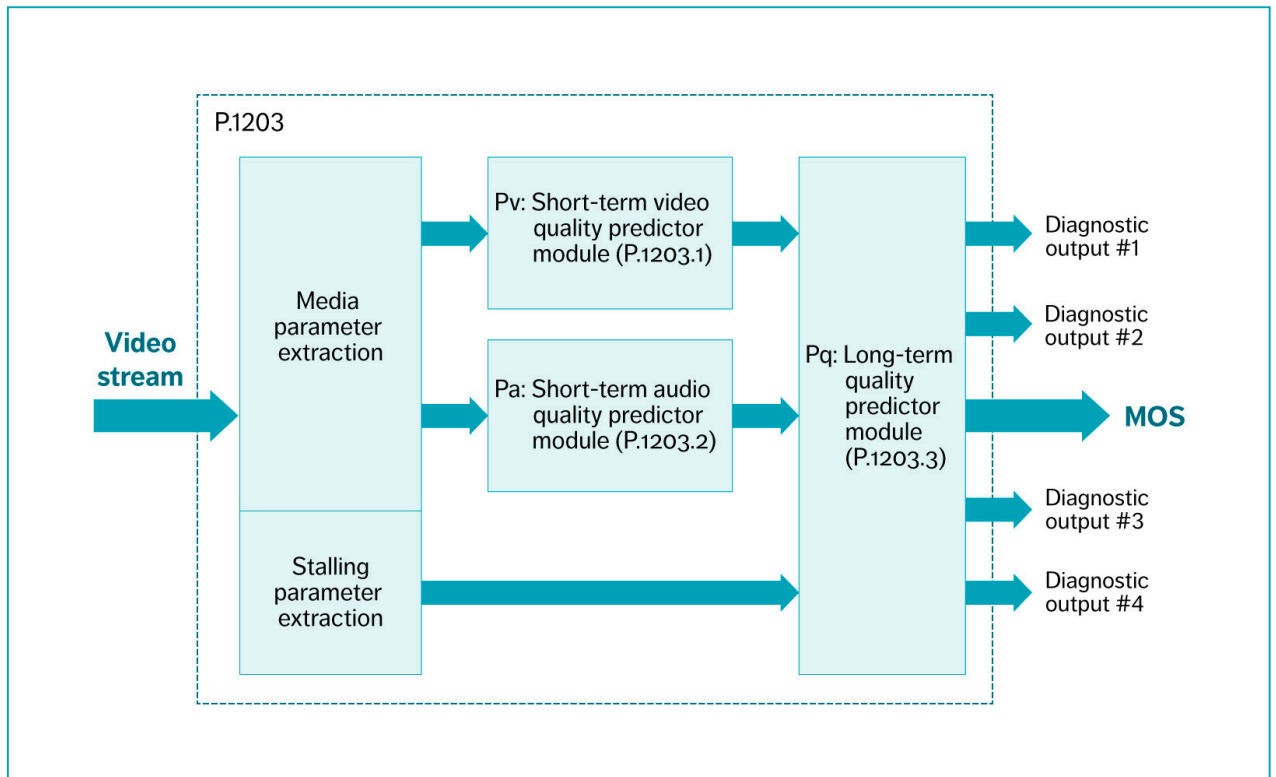 P.1203
Video
stream
Media
parameter
extraction
Stalling
parameter
extraction
Pv: Short-term video
quality predictor
module (P.1203.1)
Pa: Short-term audio
quality predictor
module (P.1203.2)
Pq: Long-term
quality
predictor
module
(P.1203.3)
Diagnostic
output #1
Diagnostic
output #2
MOS
Diagnostic
output #3
Diagnostic
output #4